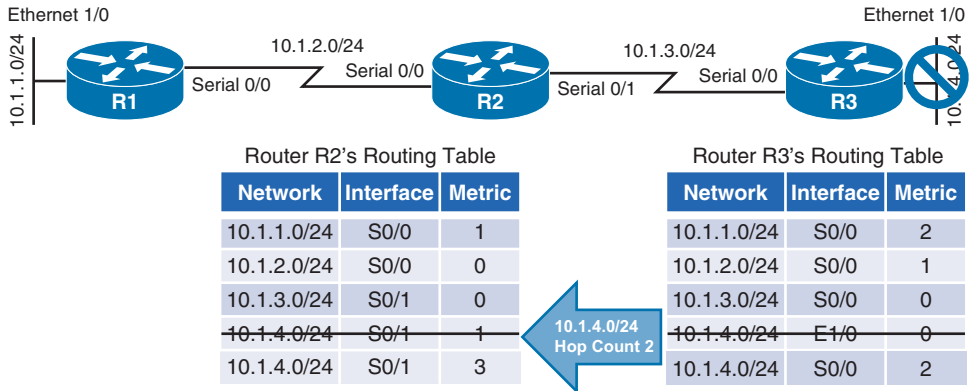 Ethernet 1/0
Ethernet 1/0
10.1.1.0/24
10.1.2.0/24
10.1.3.0/24
10.1.4.0/24
Serial 0/0
Serial 0/0
Serial 0/1
Serial 0/0
R1
R2
R3
Router R2's Routing Table
Network Interface Metric
10.1.1.0/24 S0/0 1
10.1.2.0/24 S0/0 0
10.1.3.0/24 S0/1 0
10.1.4.0/24 S0/1 1
10.1.4.0/24 S0/1 3
10.1.4.0/24
Hop Count 2
Router R3's Routing Table
Network Interface Metric
10.1.1.0/24 S0/0 2
10.1.2.0/24 S0/0 1
10.1.3.0/24 S0/0 0
10.1.4.0/24 E1/0 0
10.1.4.0/24 S0/0 2